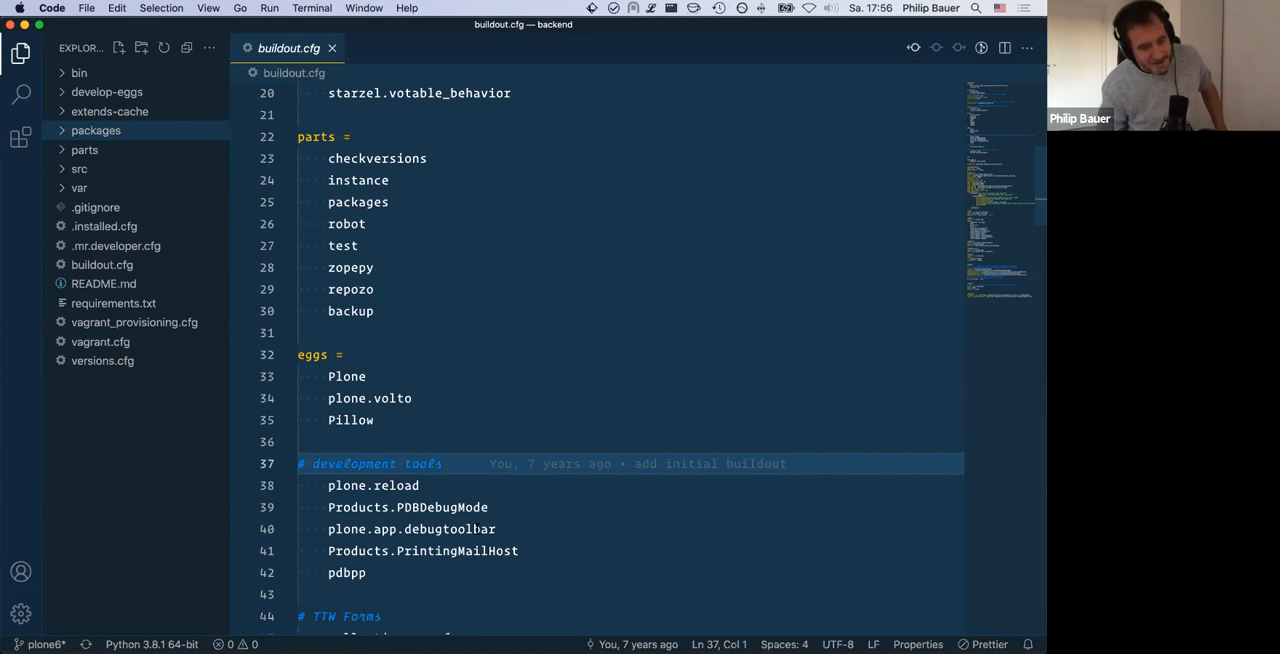 Code File Edit Selection View Go Run Terminal Window Help Sa. 17:56 Philip Bauer
buildout.cfg — backend
EXPLOR...
buildout.cfg
buildout.cfg
bin
develop-eggs
extends-cache
packages
parts
src
var
.gitignore
.installed.cfg
.mr.developer.cfg
buildout.cfg
README.md
requirements.txt
vagrant_provisioning.cfg
vagrant.cfg
versions.cfg
20 starzel.votable_behavior
21
22 parts =
23 checkversions
24 instance
25 packages
26 robot
27 test
28 zopepy
29 repozo
30 backup
31
32 eggs =
33 Plone
34 plone.volto
35 Pillow
36
37 # development tools You, 7 years ago • add initial buildout
38 plone.reload
39 Products.PDBDebugMode
40 plone.app.debugtoolbar
41 Products.PrintingMailHost
42 pdbpp
43
44 # TTW Forms
Philip Bauer
plone6* Python 3.8.1 64-bit 0 0 You, 7 years ago Ln 37, Col 1 Spaces: 4 UTF-8 LF Properties Prettier